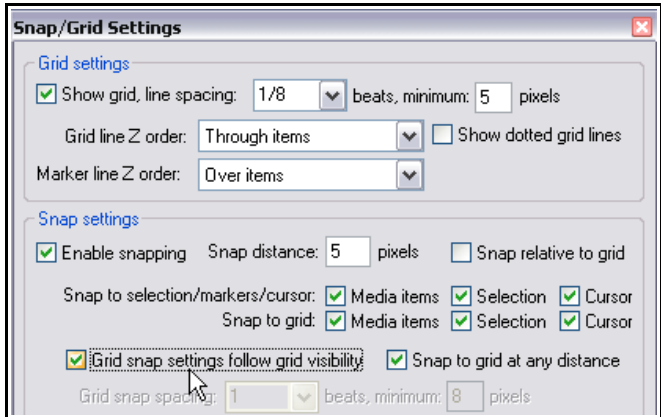 Snap/Grid Settings
Grid settings
Show grid, line spacing: 1/8 beats, minimum: 5 pixels
Grid line Z order: Through items Show dotted grid lines
Marker line Z order: Over items
Snap settings
Enable snapping Snap distance: 5 pixels Snap relative to grid
Snap to selection/markers/cursor: Media items Selection Cursor
Snap to grid: Media items Selection Cursor
Grid snap settings follow grid visibility Snap to grid at any distance
Grid snap spacing: 1 beats, minimum: 8 pixels